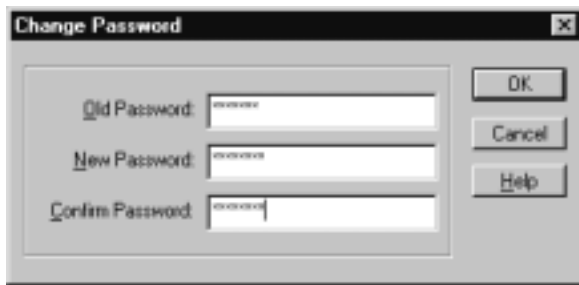 Change Password
OK
Old Password:
Cancel
New Password:
Help
Confirm Password: